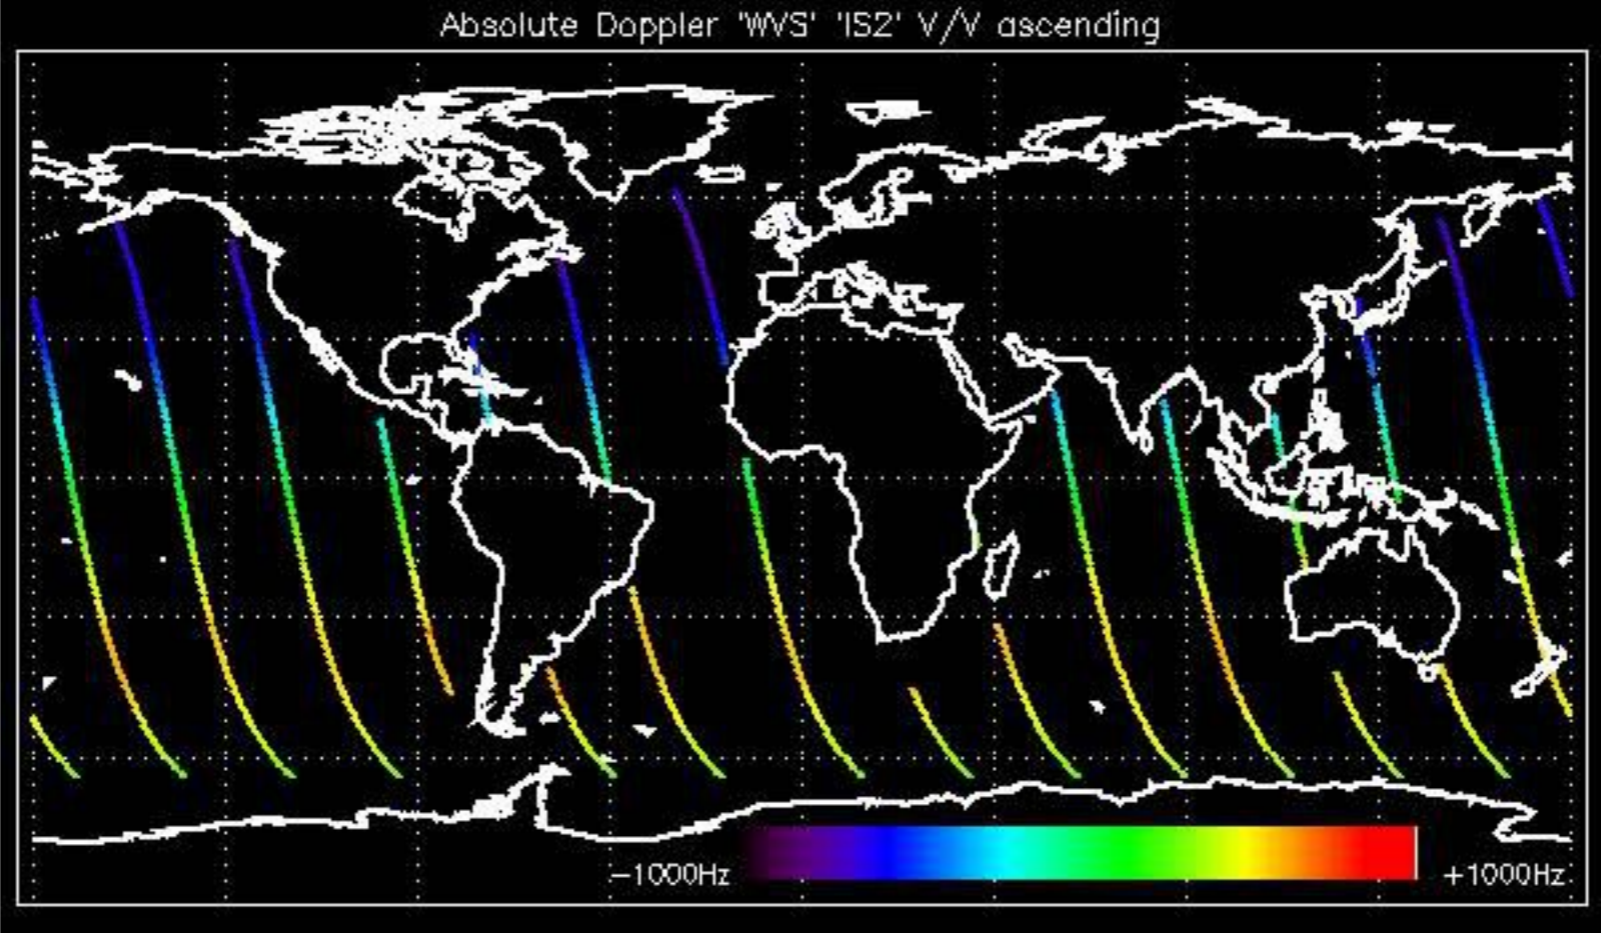 Absolute Doppler 'WVS' 'IS2' V/V ascending
-1000Hz +1000Hz